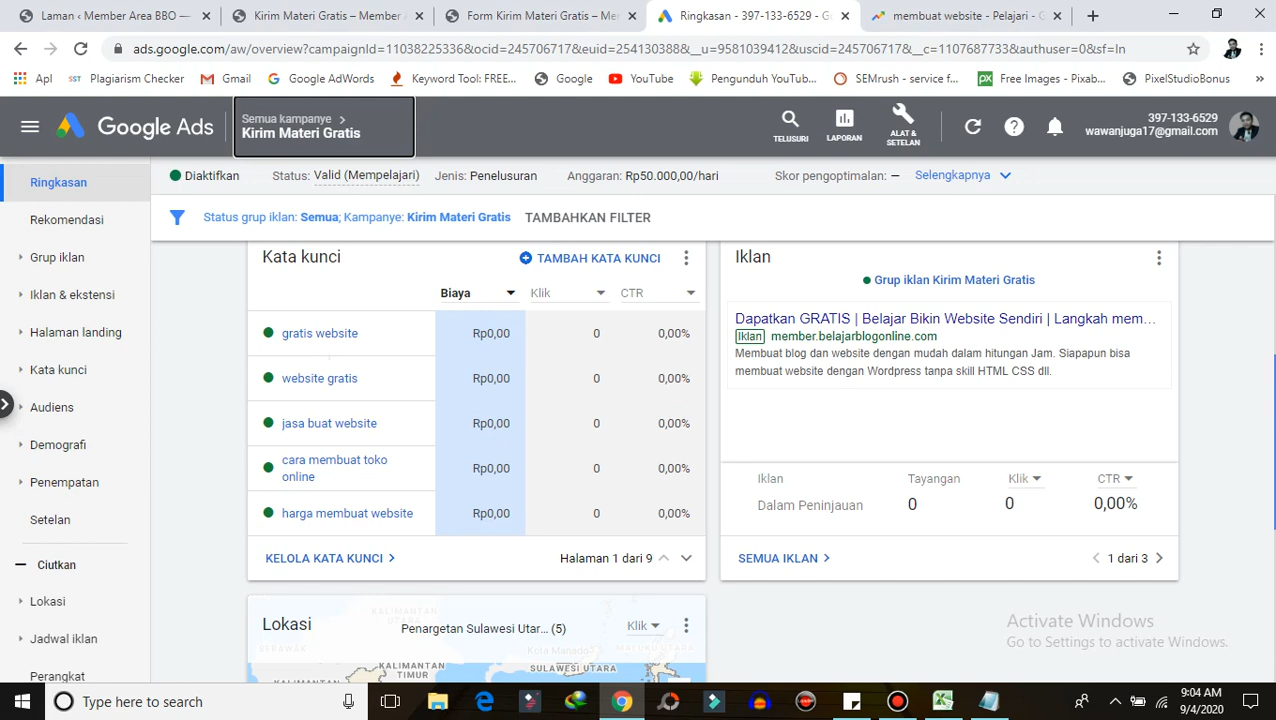 Laman ‹ Member Area BBO —
Kirim Materi Gratis – Member A
Form Kirim Materi Gratis – Me
Ringkasan - 397-133-6529 - Go
membuat website - Pelajari - G
ads.google.com/aw/overview?campaignId=11038225336&ocid=245706717&euid=254130388&__u=9581039412&uscid=245706717&__c=1107687733&authuser=0&sf=ln
Apl
SST Plagiarism Checker
Gmail
Google AdWords
Keyword Tool: FREE...
Google
YouTube
Pengunduh YouTub...
SEMrush - service f...
px Free Images - Pixab...
PixelStudioBonus
»
Google Ads
Semua kampanye >
Kirim Materi Gratis
TELUSURI
LAPORAN
ALAT &
SETELAN
397-133-6529
wawanjuga17@gmail.com
Ringkasan
Rekomendasi
Grup iklan
Iklan & ekstensi
Halaman landing
Kata kunci
Audiens
Demografi
Penempatan
Setelan
Ciutkan
Lokasi
Jadwal iklan
Perangkat
Diaktifkan
Status: Valid (Mempelajari)
Jenis: Penelusuran
Anggaran: Rp50.000,00/hari
Skor pengoptimalan: —
Selengkapnya
Status grup iklan: Semua; Kampanye: Kirim Materi Gratis
TAMBAHKAN FILTER
Kata kunci
TAMBAH KATA KUNCI
Biaya Klik CTR
gratis website Rp0,00 0 0,00%
website gratis Rp0,00 0 0,00%
jasa buat website Rp0,00 0 0,00%
cara membuat toko
online Rp0,00 0 0,00%
harga membuat website Rp0,00 0 0,00%
KELOLA KATA KUNCI
Halaman 1 dari 9
Iklan
Grup iklan Kirim Materi Gratis
Dapatkan GRATIS | Belajar Bikin Website Sendiri | Langkah mem...
Iklan member.belajarblogonline.com
Membuat blog dan website dengan mudah dalam hitungan Jam. Siapapun bisa
membuat website dengan Wordpress tanpa skill HTML CSS dll.
Iklan Tayangan Klik CTR
Dalam Peninjauan 0 0 0,00%
SEMUA IKLAN
1 dari 3
Lokasi
Penargetan Sulawesi Utar... (5)
Klik
KALIMANTAN
TIMUR
SULAWESI
UTARA
Kota Manado
Activate Windows
Go to Settings to activate Windows.
Type here to search
9:04 AM
9/4/2020